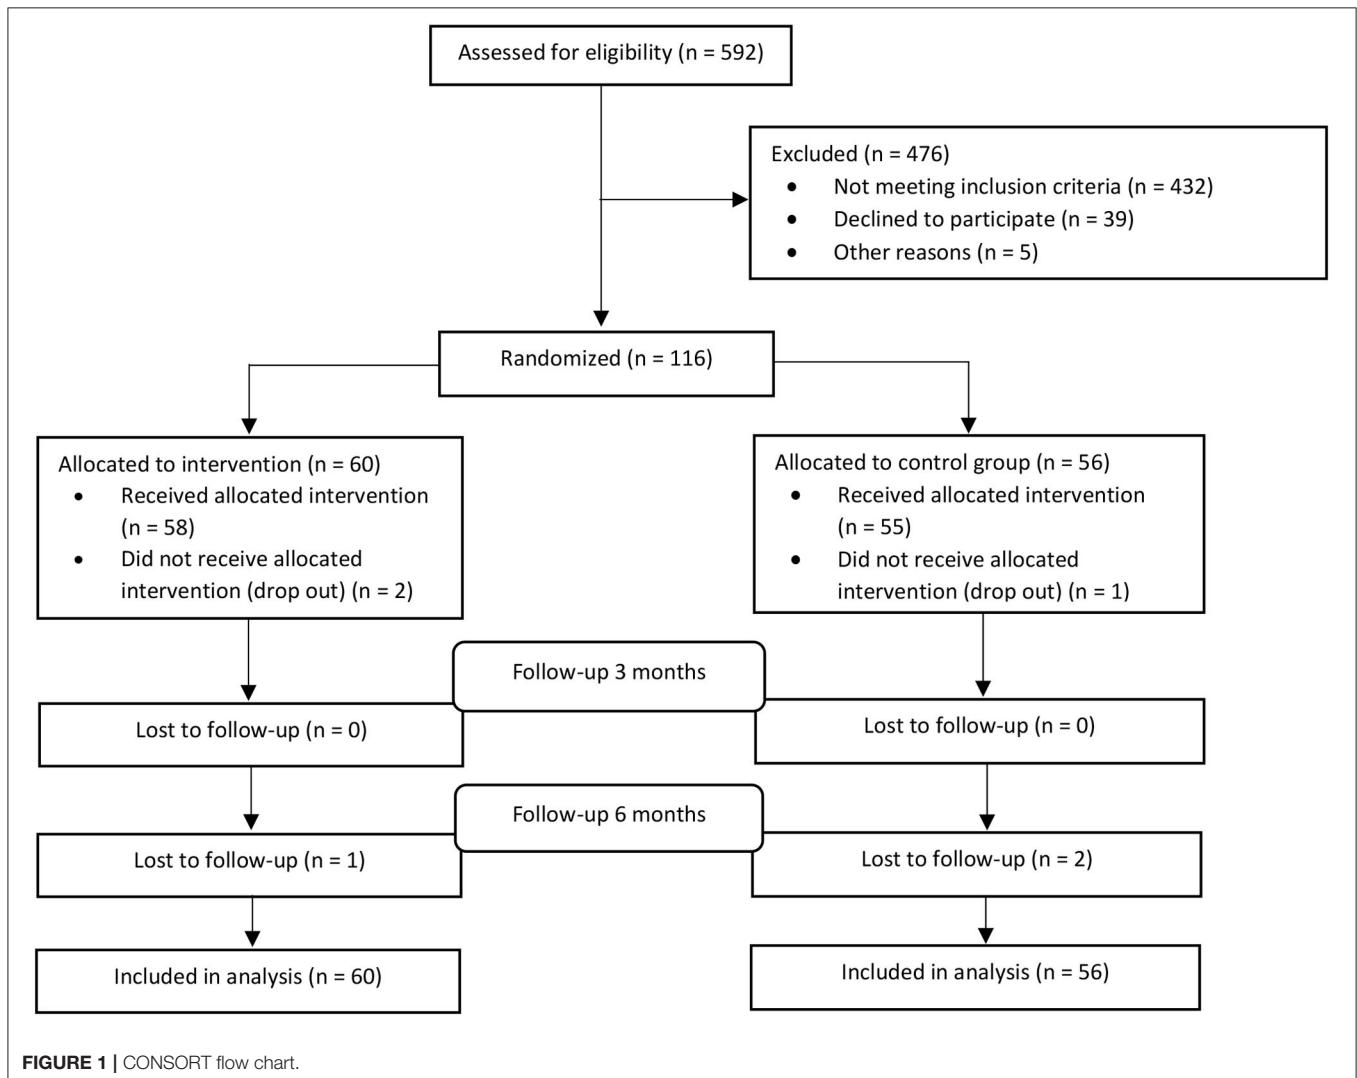 Assessed for eligibility (n = 592)
Excluded (n = 476)
• Not meeting inclusion criteria (n = 432)
• Declined to participate (n = 39)
• Other reasons (n = 5)
Randomized (n = 116)
Allocated to intervention (n = 60)
• Received allocated intervention
(n = 58)
• Did not receive allocated
intervention (drop out) (n = 2)
Allocated to control group (n = 56)
• Received allocated intervention
(n = 55)
• Did not receive allocated
intervention (drop out) (n = 1)
Follow-up 3 months
Lost to follow-up (n = 0)
Lost to follow-up (n = 0)
Follow-up 6 months
Lost to follow-up (n = 1)
Lost to follow-up (n = 2)
Included in analysis (n = 60)
Included in analysis (n = 56)
FIGURE 1 | CONSORT flow chart.